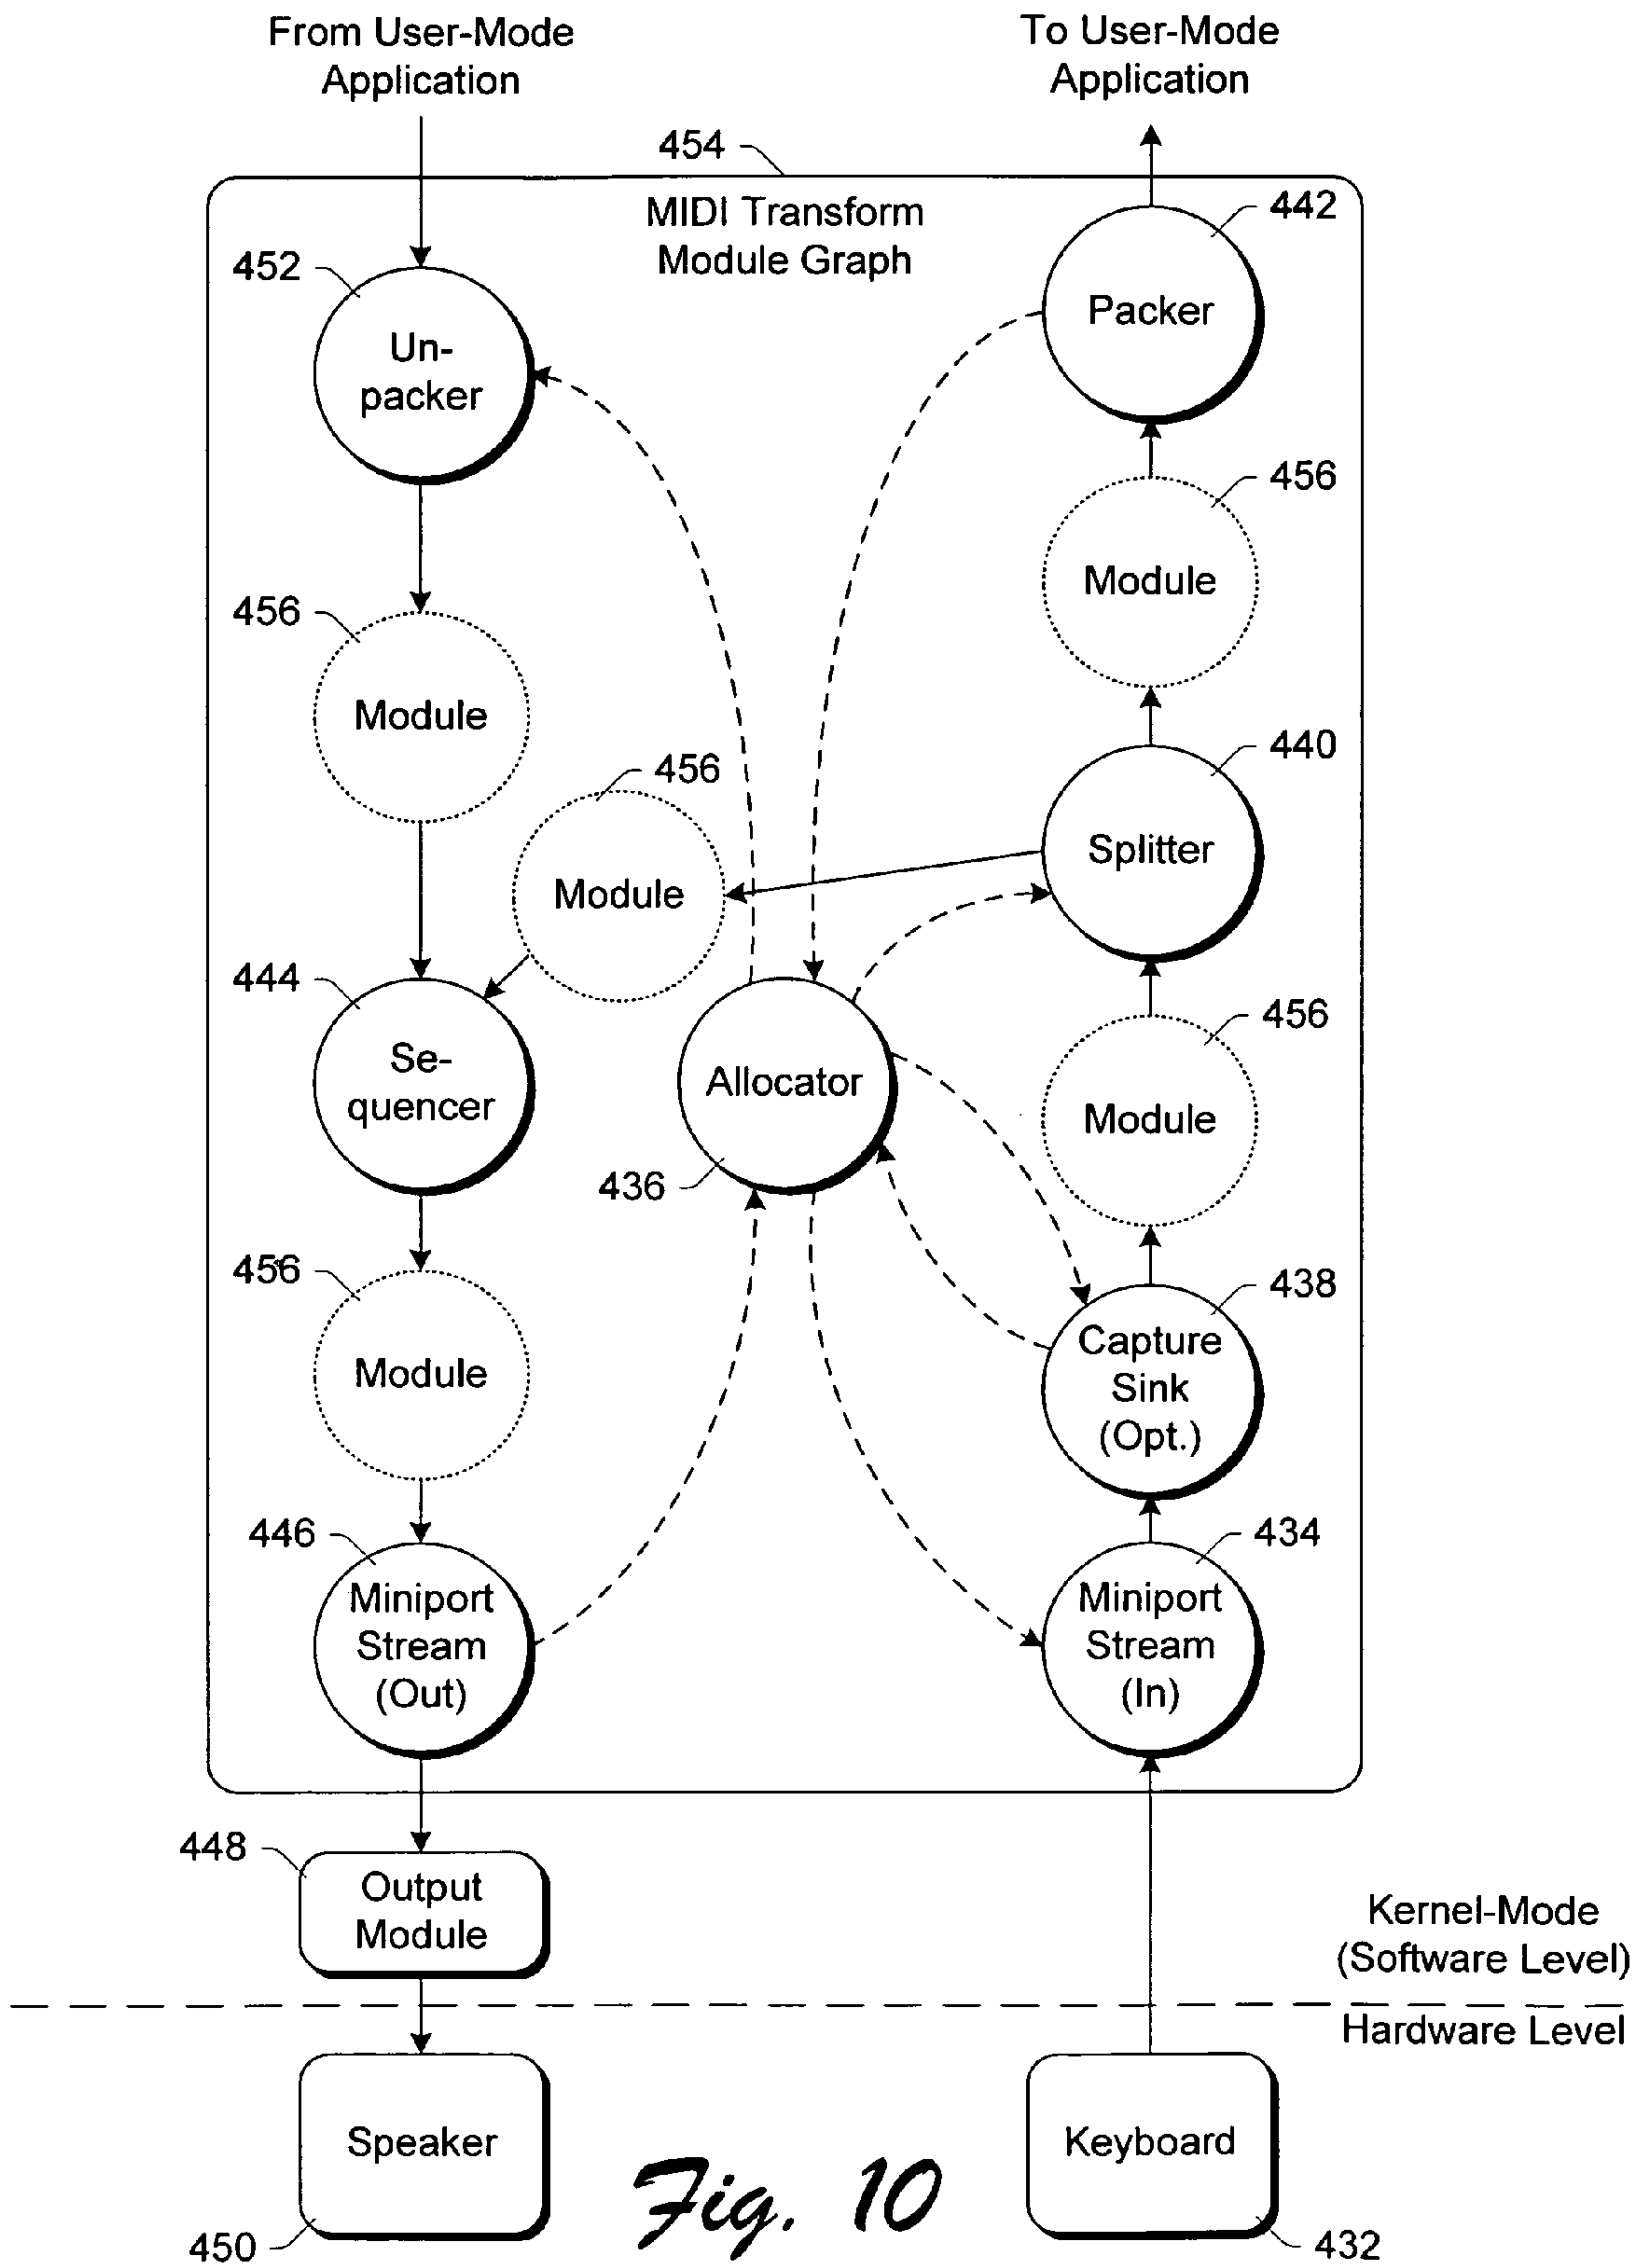 From User-Mode
Application
To User-Mode
Application
454
MIDI Transform
Module Graph
442
Packer
452
Un-
packer
456
Module
456
Module
456
Module
440
Splitter
444
Se-
quencer
Allocator
436
456
Module
456
Module
438
Capture
Sink
(Opt.)
446
Miniport
Stream
(Out)
434
Miniport
Stream
(In)
448
Output
Module
Kernel-Mode
(Software Level)
Hardware Level
Speaker
450
Keyboard
432
Fig. 10